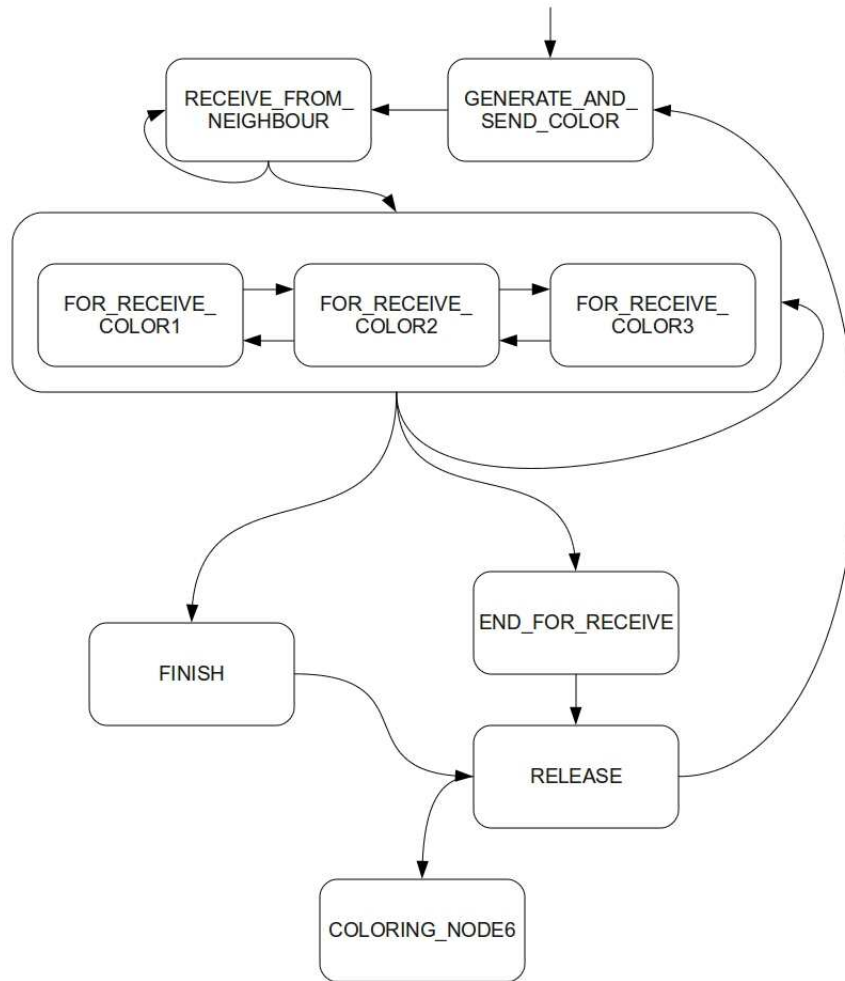 RECEIVE_FROM_
NEIGHBOUR
GENERATE_AND_
SEND_COLOR
FOR_RECEIVE_
COLOR1
FOR_RECEIVE_
COLOR2
FOR_RECEIVE_
COLOR3
END_FOR_RECEIVE
FINISH
RELEASE
COLORING_NODE6